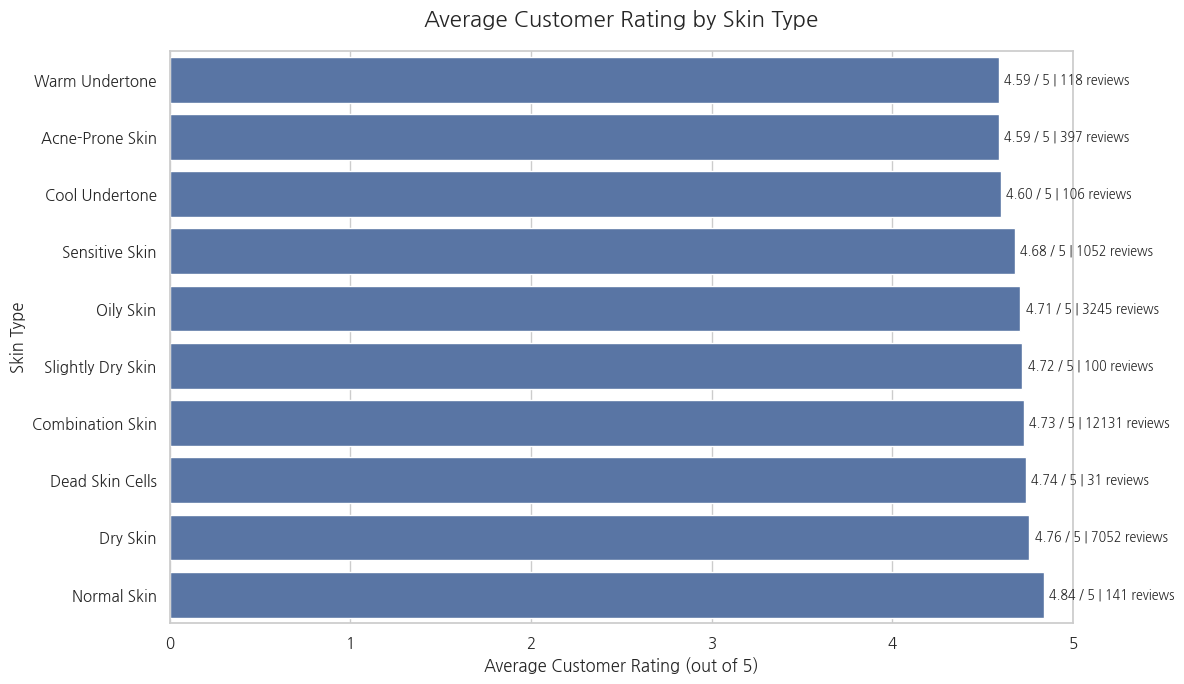 Average Customer Rating by Skin Type
Skin Type
Warm Undertone 4.59 / 5 | 118 reviews
Acne-Prone Skin 4.59 / 5 | 397 reviews
Cool Undertone 4.60 / 5 | 106 reviews
Sensitive Skin 4.68 / 5 | 1052 reviews
Oily Skin 4.71 / 5 | 3245 reviews
Slightly Dry Skin 4.72 / 5 | 100 reviews
Combination Skin 4.73 / 5 | 12131 reviews
Dead Skin Cells 4.74 / 5 | 31 reviews
Dry Skin 4.76 / 5 | 7052 reviews
Normal Skin 4.84 / 5 | 141 reviews
0 1 2 3 4 5
Average Customer Rating (out of 5)